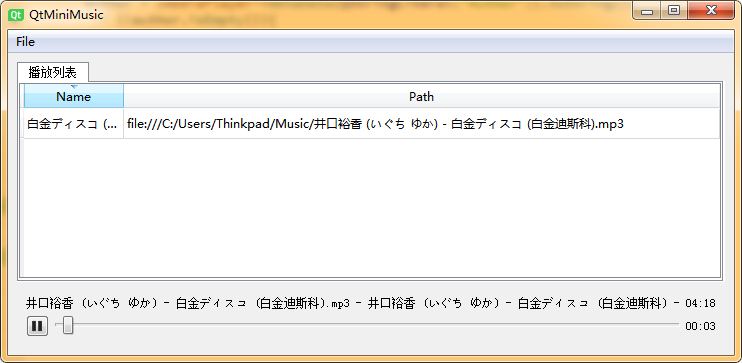 QtMiniMusic
File
播放列表
Name Path
白金ディスコ (... file:///C:/Users/Thinkpad/Music/井口裕香 (いぐち ゆか) - 白金ディスコ (白金迪斯科).mp3
井口裕香 (いぐち ゆか) - 白金ディスコ (白金迪斯科).mp3 - 井口裕香 (いぐち ゆか) - 白金ディスコ (白金迪斯科) - 04:18
00:03